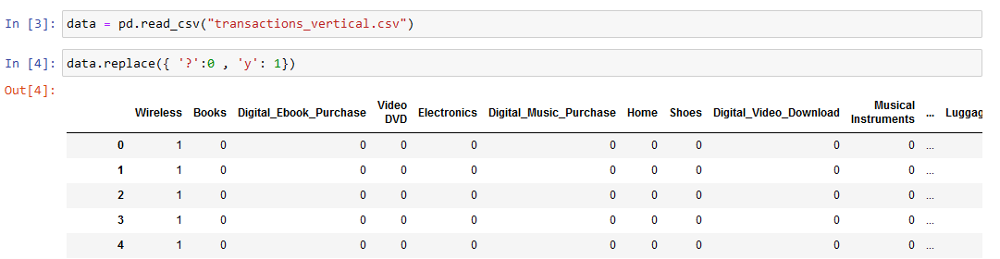 In [3]: data = pd.read_csv("transactions_vertical.csv")
In [4]: data.replace({ '?':0 , 'y': 1})
Out[4]:
Wireless Books Digital_Ebook_Purchase Video DVD Electronics Digital_Music_Purchase Home Shoes Digital_Video_Download Musical Instruments ... Luggag
0 1 0 0 0 0 0 0 0 0 0 ...
1 1 0 0 0 0 0 0 0 0 0 ...
2 1 0 0 0 0 0 0 0 0 0 ...
3 1 0 0 0 0 0 0 0 0 0 ...
4 1 0 0 0 0 0 0 0 0 0 ...